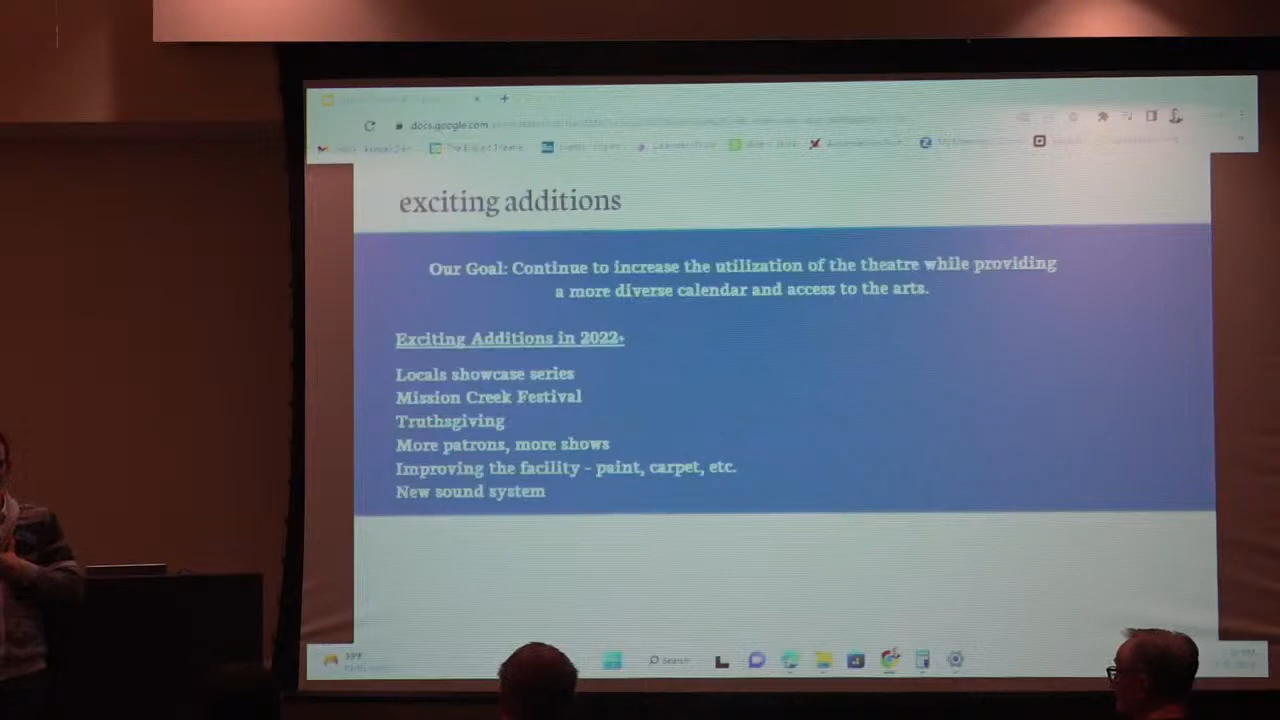 docs.google.com
exciting additions
Our Goal: Continue to increase the utilization of the theatre while providing
a more diverse calendar and access to the arts.
Exciting Additions in 2022+
Locals showcase series
Mission Creek Festival
Truthsgiving
More patrons, more shows
Improving the facility - paint, carpet, etc.
New sound system
Search